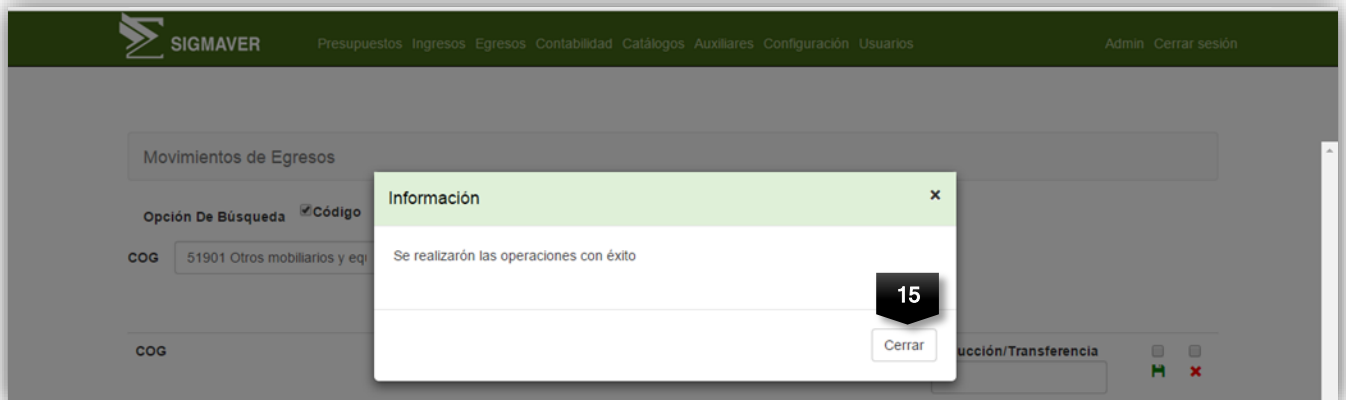 SIGMAVER Presupuestos Ingresos Egresos Contabilidad Catálogos Auxiliares Configuración Usuarios Admin Cerrar sesión
Movimientos de Egresos
Información ×
Opción De Búsqueda Código
COG 51901 Otros mobiliarios y equ
Se realizarón las operaciones con éxito
15
Cerrar
COG ucción/Transferencia